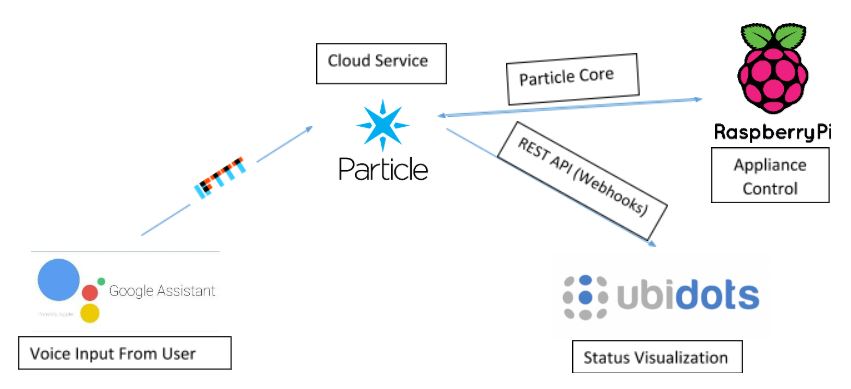 Cloud Service
Particle
Particle Core
RaspberryPi
Appliance
Control
REST API (Webhooks)
IFTTT
Google Assistant
Voice Input From User
ubidots
Status Visualization